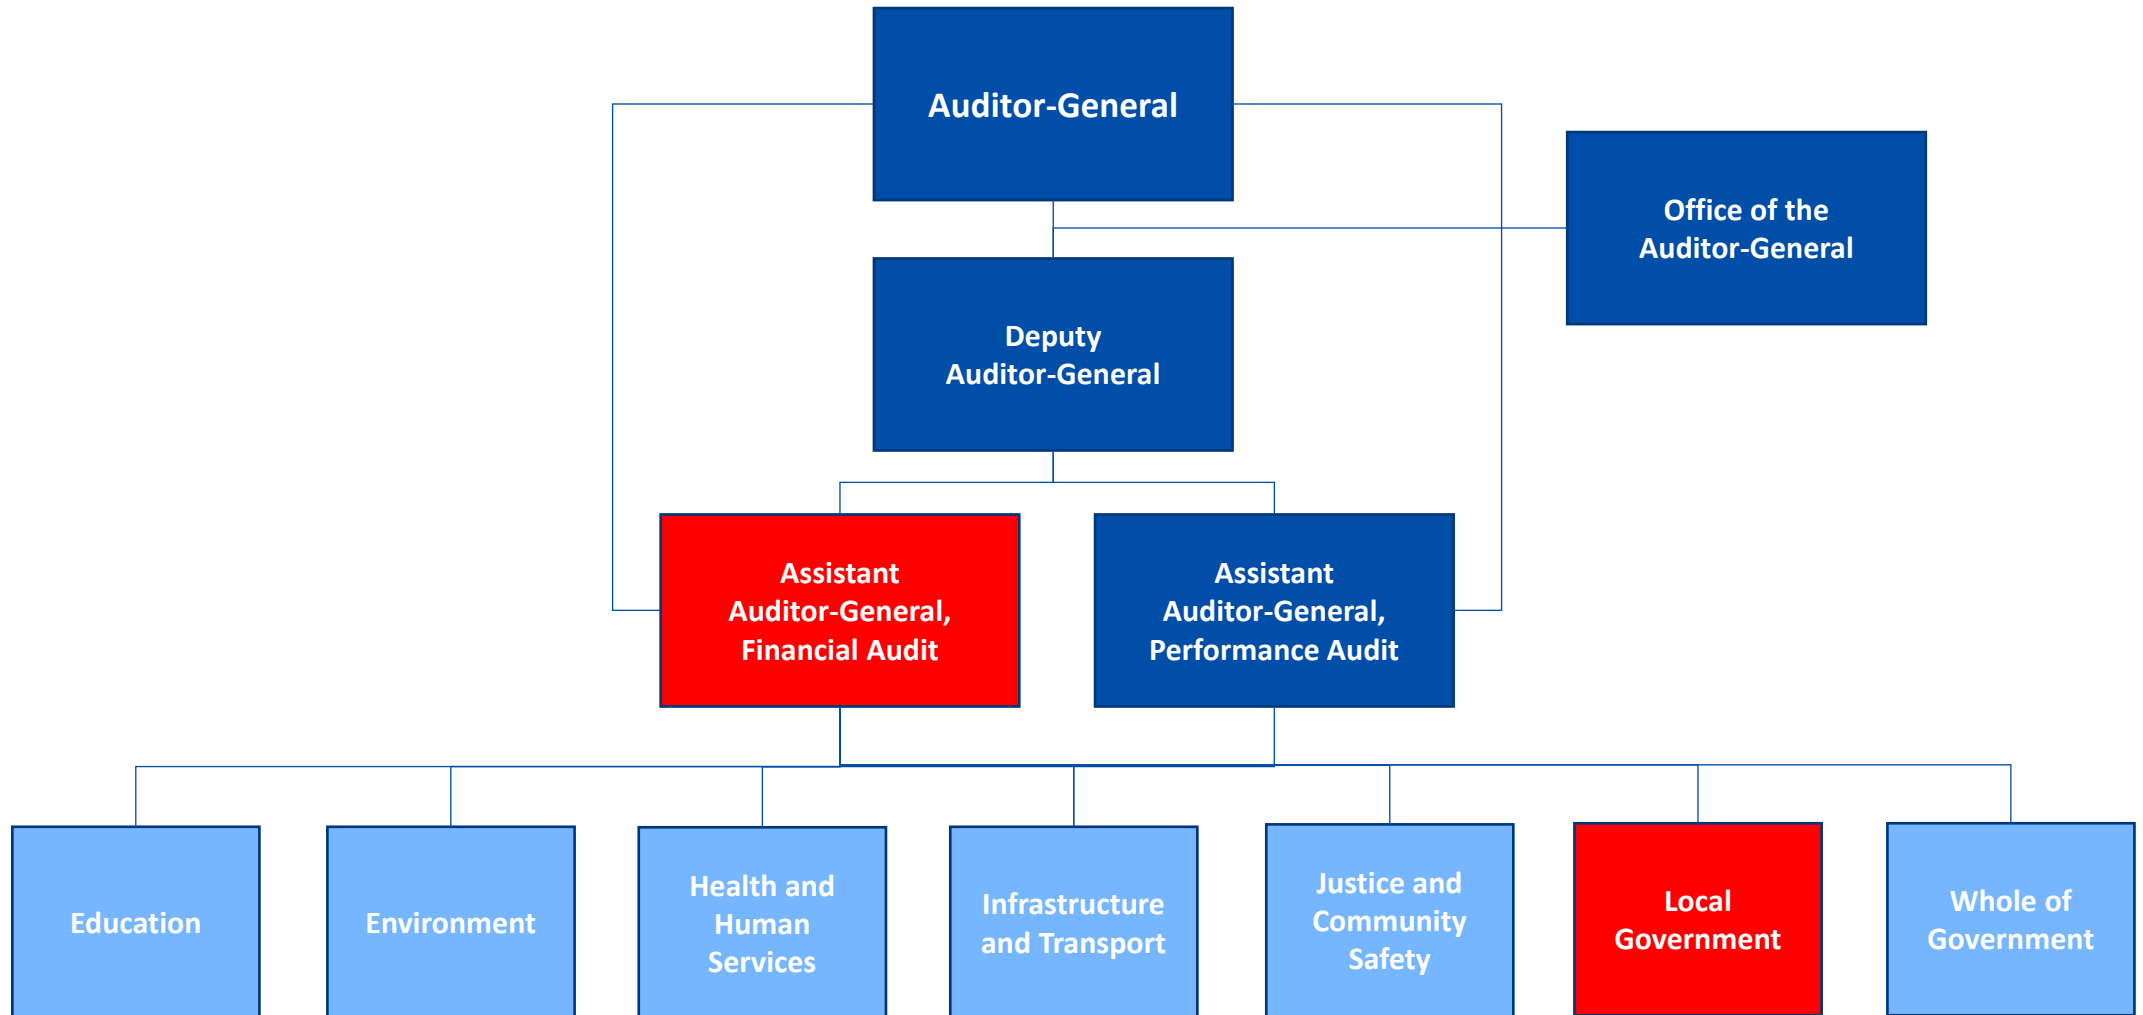 Auditor-General
Office of the
Auditor-General
Deputy
Auditor-General
Assistant
Auditor-General,
Financial Audit
Assistant
Auditor-General,
Performance Audit
Education
Environment
Health and
Human
Services
Infrastructure
and Transport
Justice and
Community
Safety
Local
Government
Whole of
Government